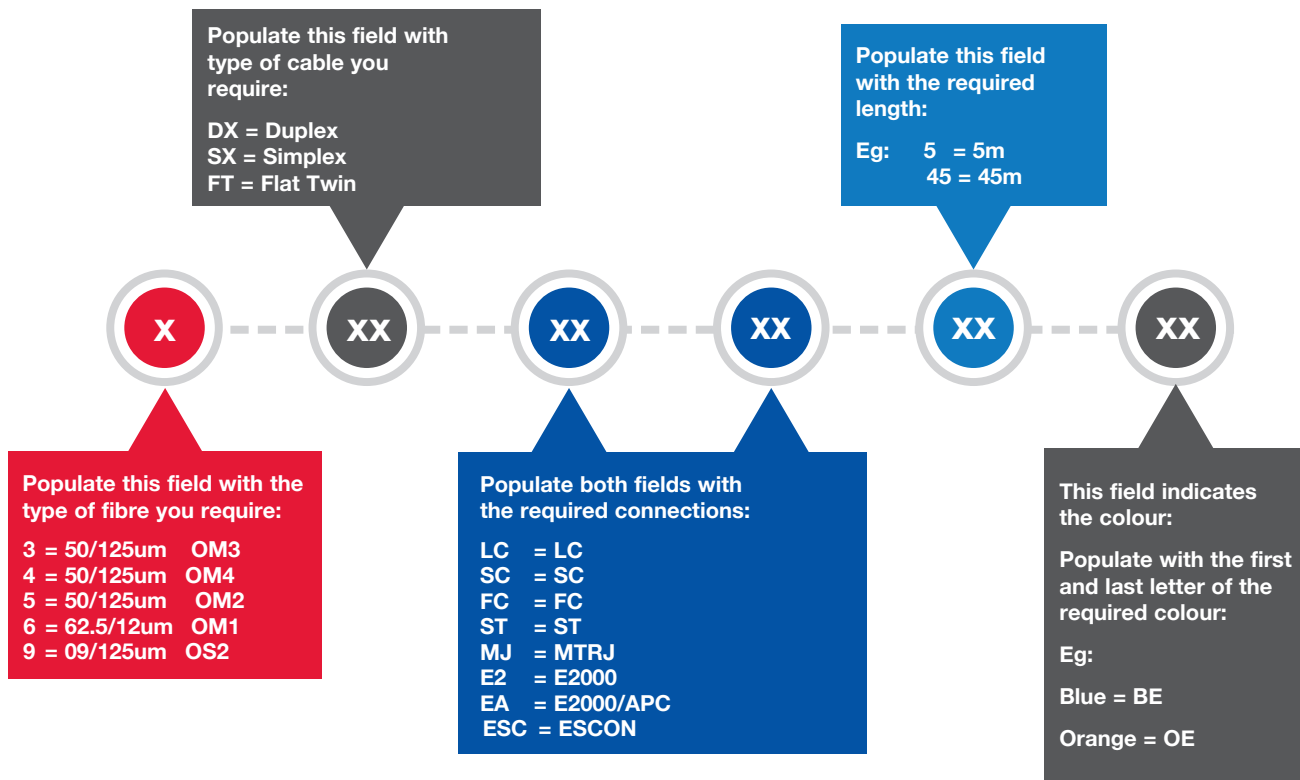 Populate this field with
type of cable you
require:
DX = Duplex
SX = Simplex
FT = Flat Twin
Populate this field
with the required
length:
Eg: 5 = 5m
45 = 45m
X
XX
XX
XX
XX
XX
Populate this field with the
type of fibre you require:
3 = 50/125um OM3
4 = 50/125um OM4
5 = 50/125um OM2
6 = 62.5/12um OM1
9 = 09/125um OS2
Populate both fields with
the required connections:
LC = LC
SC = SC
FC = FC
ST = ST
MJ = MTRJ
E2 = E2000
EA = E2000/APC
ESC = ESCON
This field indicates
the colour:
Populate with the first
and last letter of the
required colour:
Eg:
Blue = BE
Orange = OE